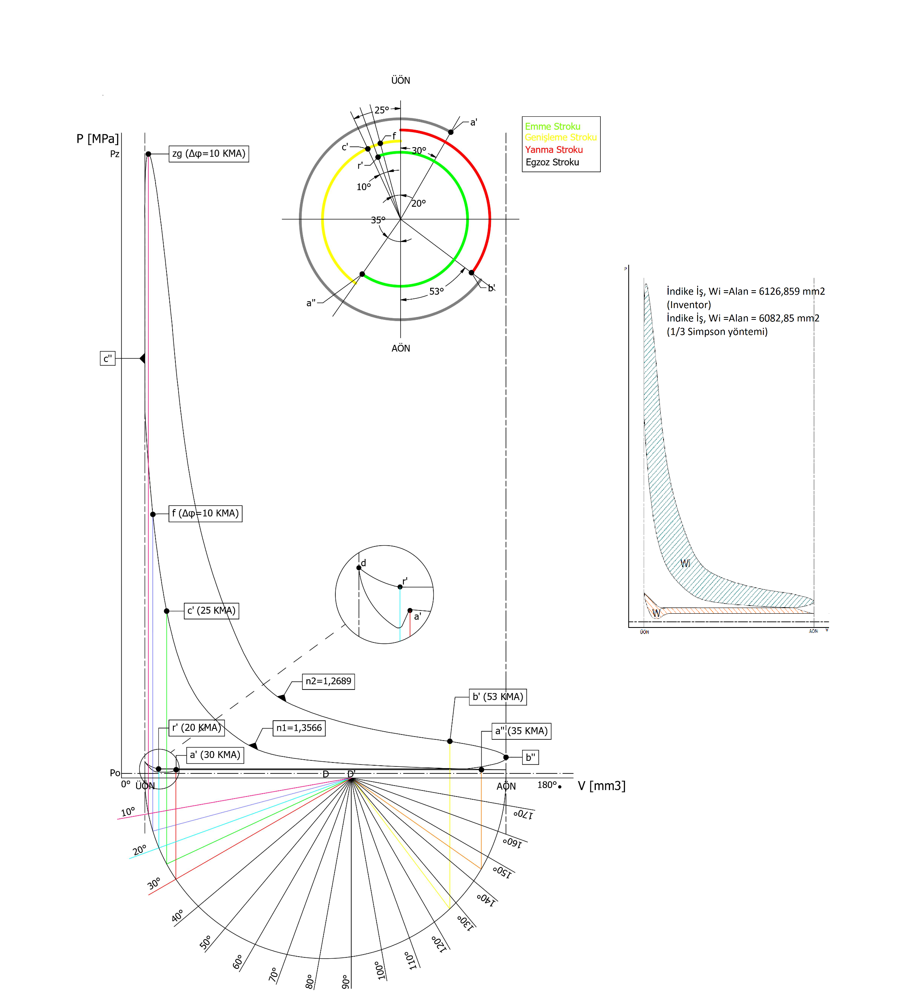 ÜÖN
25°
a'
f
c'
30°
r'
10°
20°
35°
53°
b'
a''
AÖN
Emme Stroku
Genişleme Stroku
Yanma Stroku
Egzoz Stroku
P [MPa]
Pz
zg (Δφ=10 KMA)
c''
f (Δφ=10 KMA)
c' (25 KMA)
d
r'
a'
n2=1,2689
b' (53 KMA)
r' (20 KMA)
n1=1,3566
a'' (35 KMA)
a' (30 KMA)
b''
Po
D
D'
0°
ÜÖN
AÖN
180°
V [mm3]
10°
20°
30°
40°
50°
60°
70°
80°
90°
100°
110°
120°
130°
140°
150°
160°
170°
P
İndike İş, Wi =Alan = 6126,859 mm2
(Inventor)
İndike İş, Wi =Alan = 6082,85 mm2
(1/3 Simpson yöntemi)
Wi
W
ÜÖN
AÖN
V